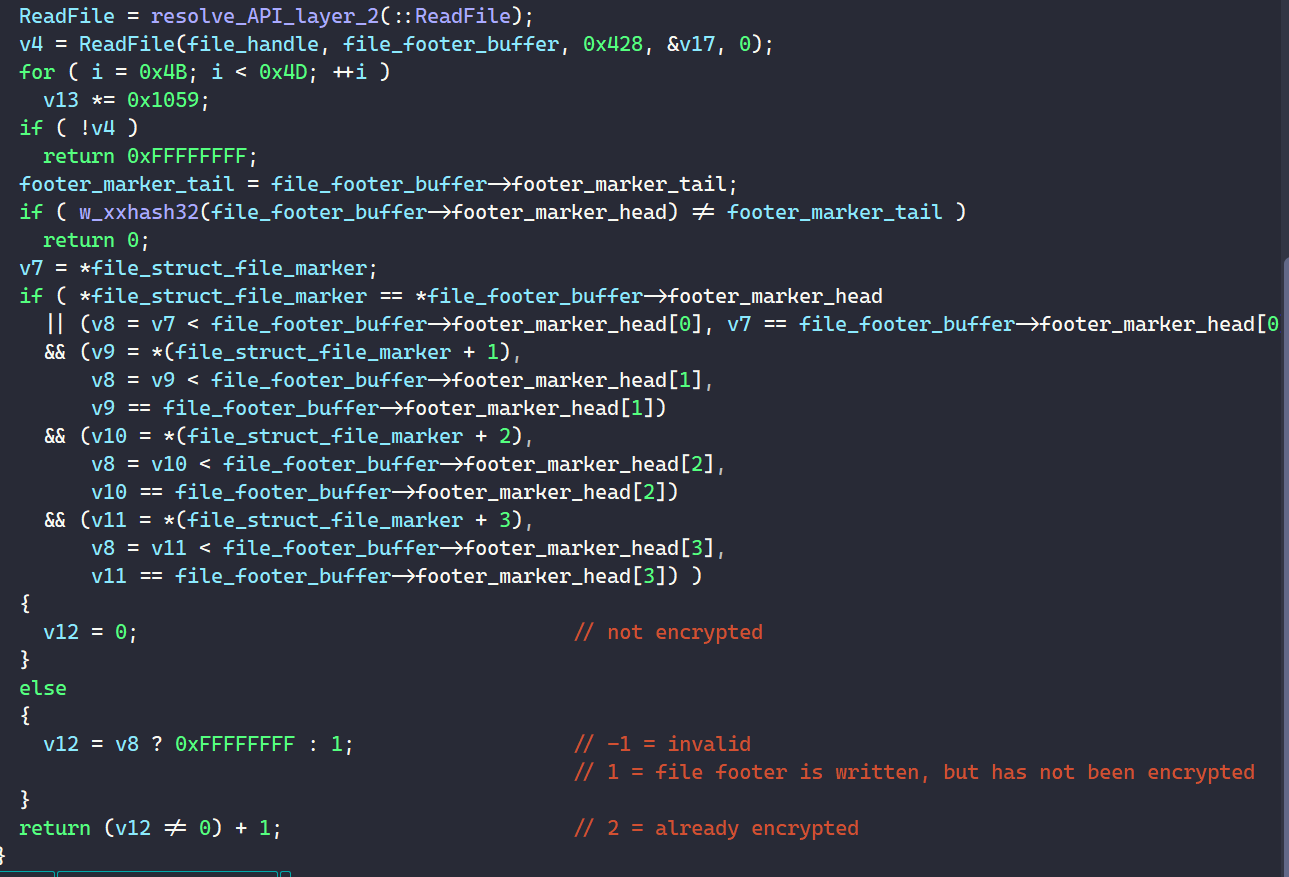 ReadFile = resolve_API_layer_2(::ReadFile);
v4 = ReadFile(file_handle, file_footer_buffer, 0x428, &v17, 0);
for ( i = 0x4B; i < 0x4D; ++i )
v13 *= 0x1059;
if ( !v4 )
return 0xFFFFFFFF;
footer_marker_tail = file_footer_buffer->footer_marker_tail;
if ( w_xxhash32(file_footer_buffer->footer_marker_head) != footer_marker_tail )
return 0;
v7 = *file_struct_file_marker;
if ( *file_struct_file_marker == *file_footer_buffer->footer_marker_head
|| (v8 = v7 < file_footer_buffer->footer_marker_head[0], v7 == file_footer_buffer->footer_marker_head[0
&& (v9 = *(file_struct_file_marker + 1),
v8 = v9 < file_footer_buffer->footer_marker_head[1],
v9 == file_footer_buffer->footer_marker_head[1])
&& (v10 = *(file_struct_file_marker + 2),
v8 = v10 < file_footer_buffer->footer_marker_head[2],
v10 == file_footer_buffer->footer_marker_head[2])
&& (v11 = *(file_struct_file_marker + 3),
v8 = v11 < file_footer_buffer->footer_marker_head[3],
v11 == file_footer_buffer->footer_marker_head[3]) )
{
v12 = 0; // not encrypted
}
else
{
v12 = v8 ? 0xFFFFFFFF : 1; // -1 = invalid
// 1 = file footer is written, but has not been encrypted
}
return (v12 != 0) + 1; // 2 = already encrypted
}